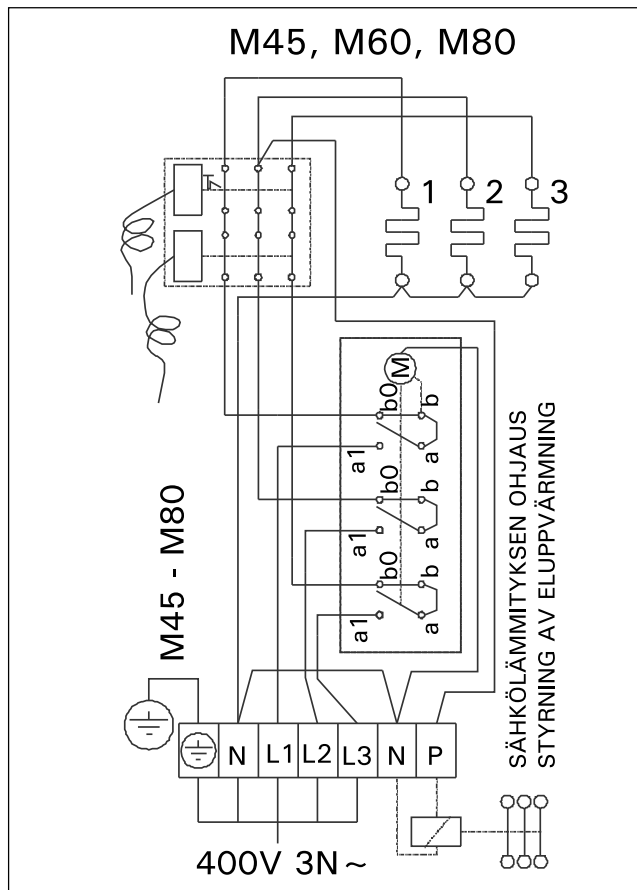 M45, M60, M80
1 2 3
M
b0 b
a1 a
b0 b
a1 a
b0 b
a1 a
M45 - M80
SÄHKÖLÄMMITYKSEN OHJAUS
STYRNING AV ELUPPVÄRMNING
N L1 L2 L3 N P
400V 3N~